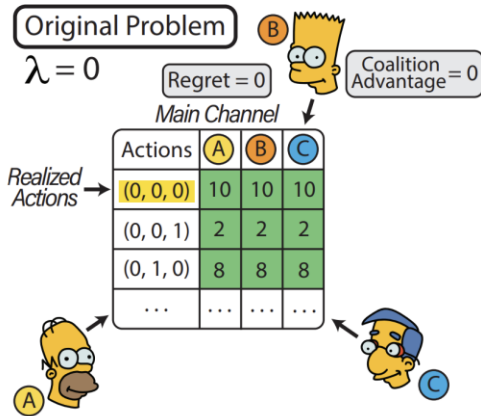 Original Problem
λ = 0
B
Regret = 0
Coalition
Advantage = 0
Main Channel
Actions A B C
Realized
Actions
(0, 0, 0) 10 10 10
(0, 0, 1) 2 2 2
(0, 1, 0) 8 8 8
... ... ... ...
A
C